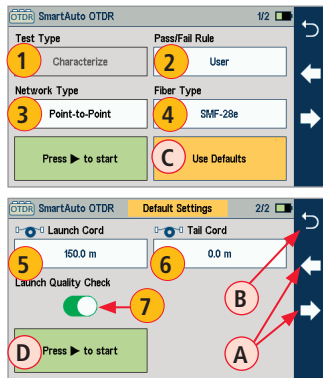 OTDR SmartAuto OTDR 1/2
Test Type Pass/Fail Rule
1 Characterize 2 User
Network Type Fiber Type
3 Point-to-Point 4 SMF-28e
Press ▶ to start C Use Defaults
OTDR SmartAuto OTDR Default Settings 2/2
Launch Cord Tail Cord
5 150.0 m 6 0.0 m
Launch Quality Check
7 B
D Press ▶ to start A